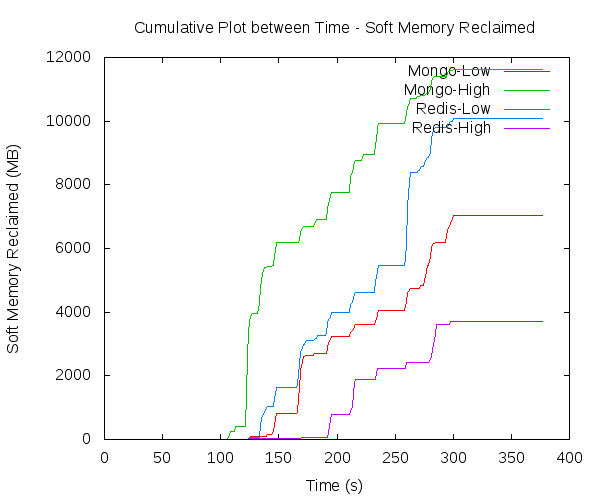 Cumulative Plot between Time - Soft Memory Reclaimed
Soft Memory Reclaimed (MB)
12000
10000
8000
6000
4000
2000
0
Mongo-Low
Mongo-High
Redis-Low
Redis-High
0 50 100 150 200 250 300 350 400
Time (s)